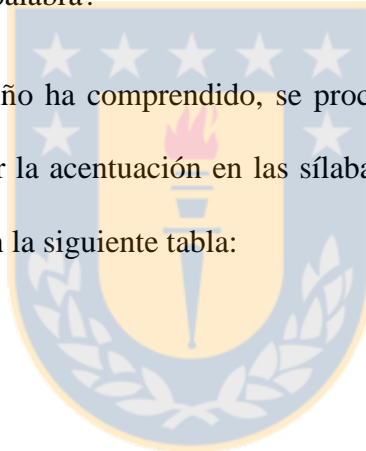 palabra?
ño ha comprendido, se proc
r la acentuación en las sílaba
n la siguiente tabla: